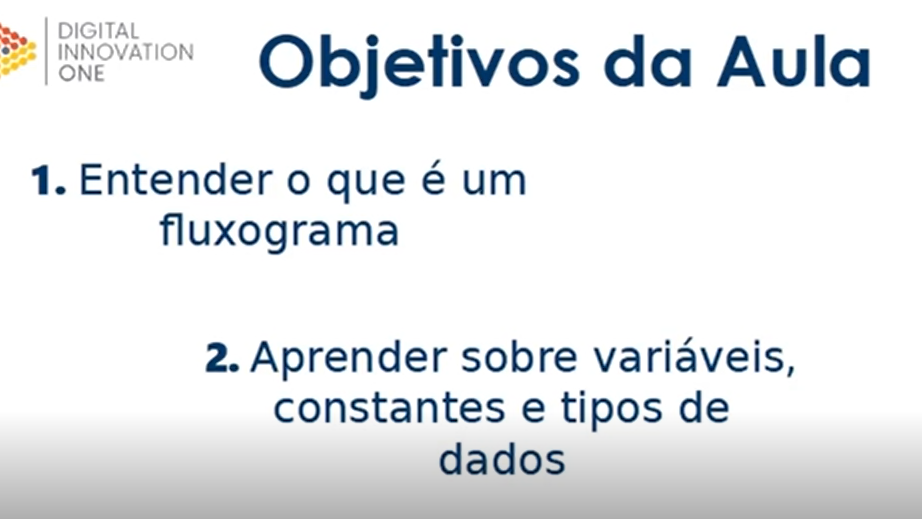 DIGITAL
INNOVATION
ONE
Objetivos da Aula
1. Entender o que é um
fluxograma
2. Aprender sobre variáveis,
constantes e tipos de
dados